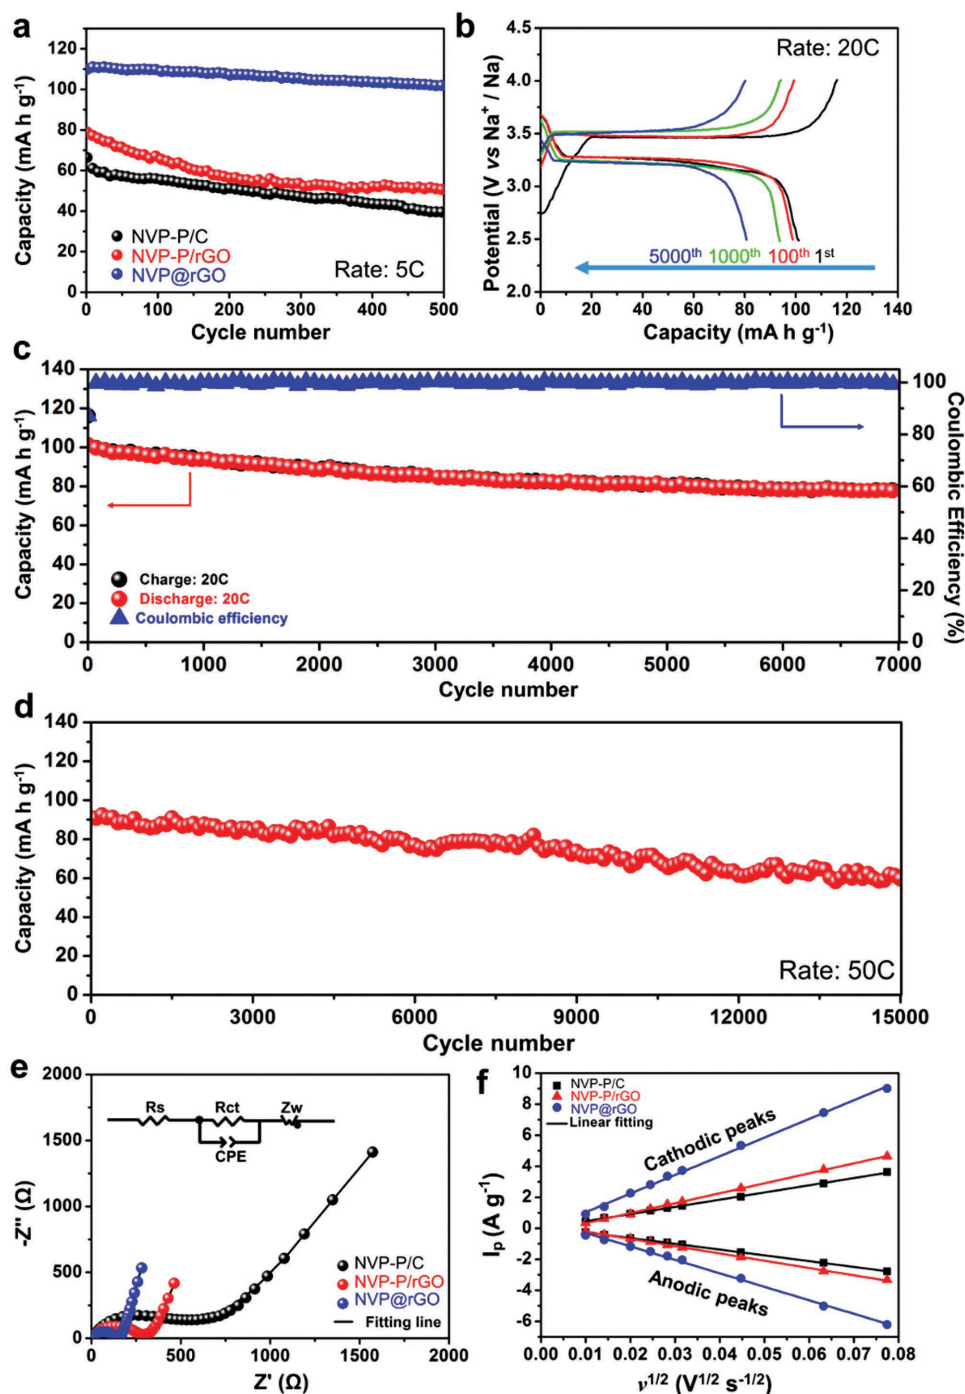 a
Capacity (mA h g⁻¹)
140
120
100
80
60
40
20
0
NVP-P/C
NVP-P/rGO
NVP@rGO
Rate: 5C
0 100 200 300 400 500
Cycle number
b
Rate: 20C
Potential (V vs Na⁺ / Na)
4.5
4.0
3.5
3.0
2.5
2.0
5000ᵗʰ 1000ᵗʰ 100ᵗʰ 1ˢᵗ
0 20 40 60 80 100 120 140
Capacity (mA h g⁻¹)
c
Capacity (mA h g⁻¹)
140
120
100
80
60
40
20
0
Charge: 20C
Discharge: 20C
Coulombic efficiency
100
80
60
40
20
0
Coulombic Efficiency (%)
0 1000 2000 3000 4000 5000 6000 7000
Cycle number
d
Capacity (mA h g⁻¹)
140
120
100
80
60
40
20
0
Rate: 50C
0 3000 6000 9000 12000 15000
Cycle number
e
-Z'' (Ω)
2000
1500
1000
500
0
Rs Rct Zw
CPE
NVP-P/C
NVP-P/rGO
NVP@rGO
Fitting line
0 500 1000 1500 2000
Z' (Ω)
f
Iₚ (A g⁻¹)
10
8
6
4
2
0
-2
-4
-6
NVP-P/C
NVP-P/rGO
NVP@rGO
Linear fitting
Cathodic peaks
Anodic peaks
0.00 0.01 0.02 0.03 0.04 0.05 0.06 0.07 0.08
v¹ᐟ² (V¹ᐟ² s⁻¹ᐟ²)